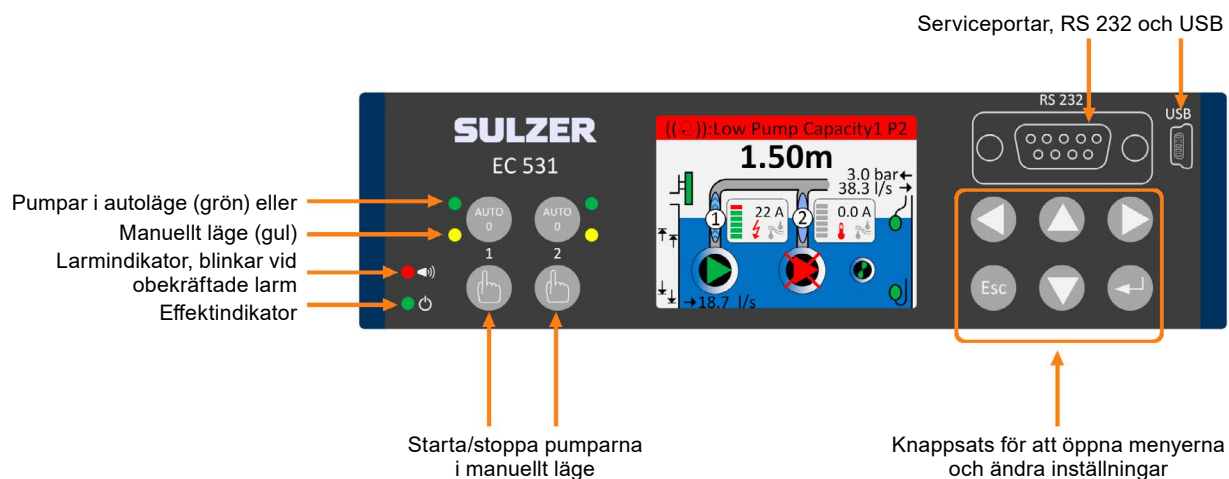 Serviceportar, RS 232 och USB
RS 232
USB
SULZER
EC 531
((🔔)):Low Pump Capacity1 P2
1.50m
3.0 bar
38.3 l/s
1
22 A
2
0.0 A
18.7 l/s
Pumpar i autoläge (grön) eller
Manuellt läge (gul)
Larmindikator, blinkar vid
obekräftade larm
Effektindikator
AUTO
0
AUTO
0
1
2
Esc
Starta/stoppa pumparna
i manuellt läge
Knappsats för att öppna menyerna
och ändra inställningar